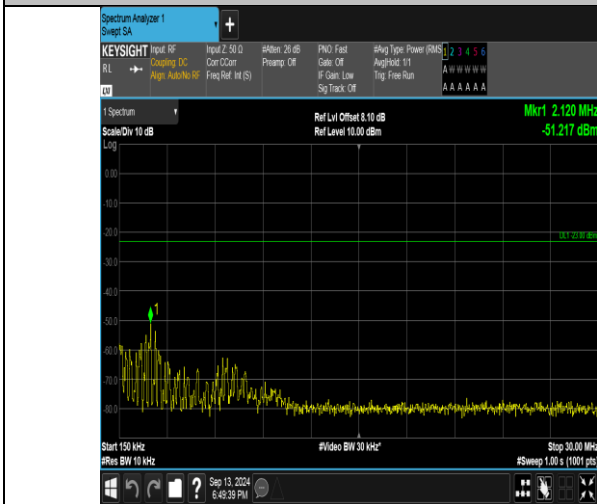 Spectrum Analyzer 1
Swept SA
+
KEYSIGHT Input: RF Input Z: 50 Ω #Atten: 26 dB PNO: Fast #Avg Type: Power (RMS 1 2 3 4 5 6
RL Coupling: DC Corr CCorr Preamp: Off Gate: Off Avg|Hold: 1/1 A W W W W W
Align: Auto/No RF Freq Ref: Int (S) IF Gain: Low Trig: Free Run
Sig Track: Off A A A A A A
1 Spectrum Ref Lvl Offset 8.10 dB Mkr1 2.120 MHz
Scale/Div 10 dB Ref Level 10.00 dBm -51.217 dBm
Log
0.00
-10.0
-20.0
DL1 -23.00 dBm
-30.0
-40.0
1
-50.0
-60.0
-70.0
-80.0
Start 150 kHz #Video BW 30 kHz* Stop 30.00 MHz
#Res BW 10 kHz #Sweep 1.00 s (1001 pts)
? Sep 13, 2024
6:49:39 PM